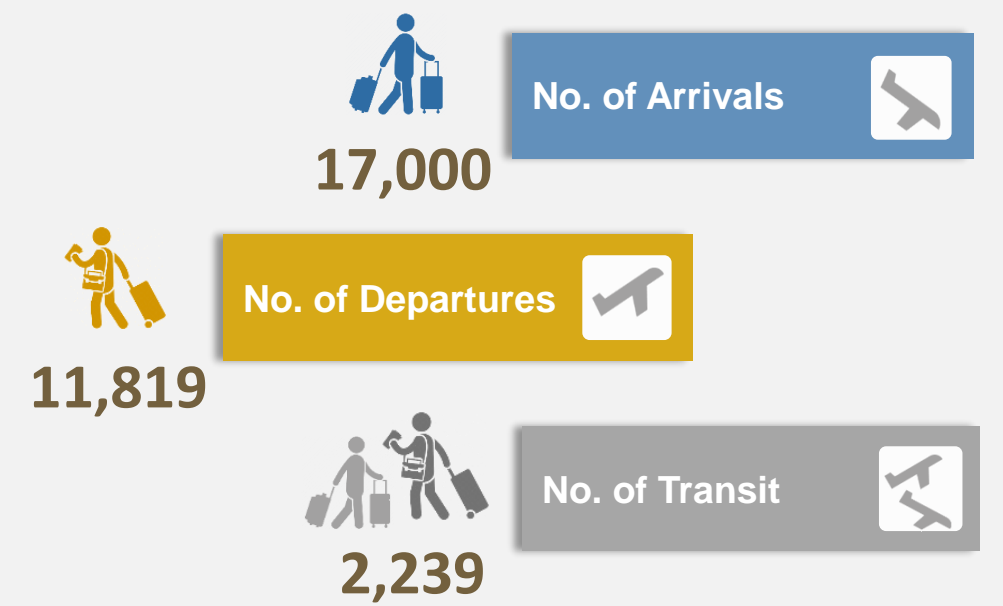 No. of Arrivals
17,000
No. of Departures
11,819
No. of Transit
2,239